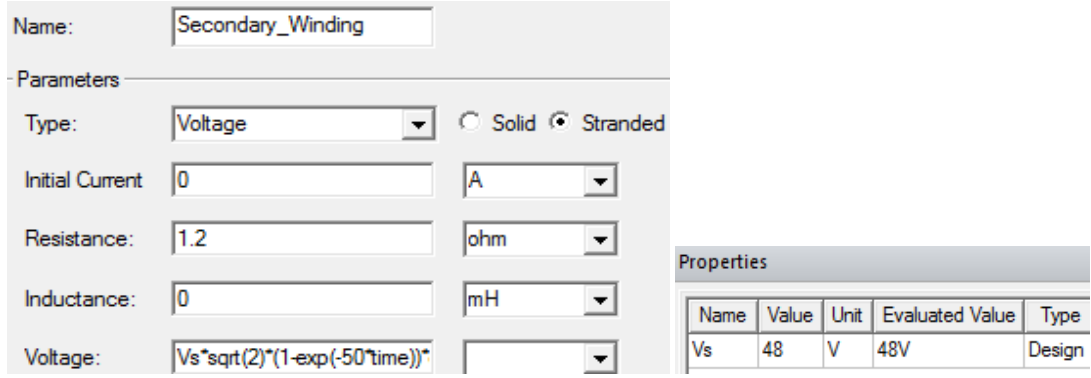 Name: Secondary_Winding
Parameters
Type: Voltage Solid Stranded
Initial Current 0 A
Resistance: 1.2 ohm
Inductance: 0 mH
Voltage: Vs*sqrt(2)*(1-exp(-50*time))*
Properties
Name Value Unit Evaluated Value Type
Vs 48 V 48V Design